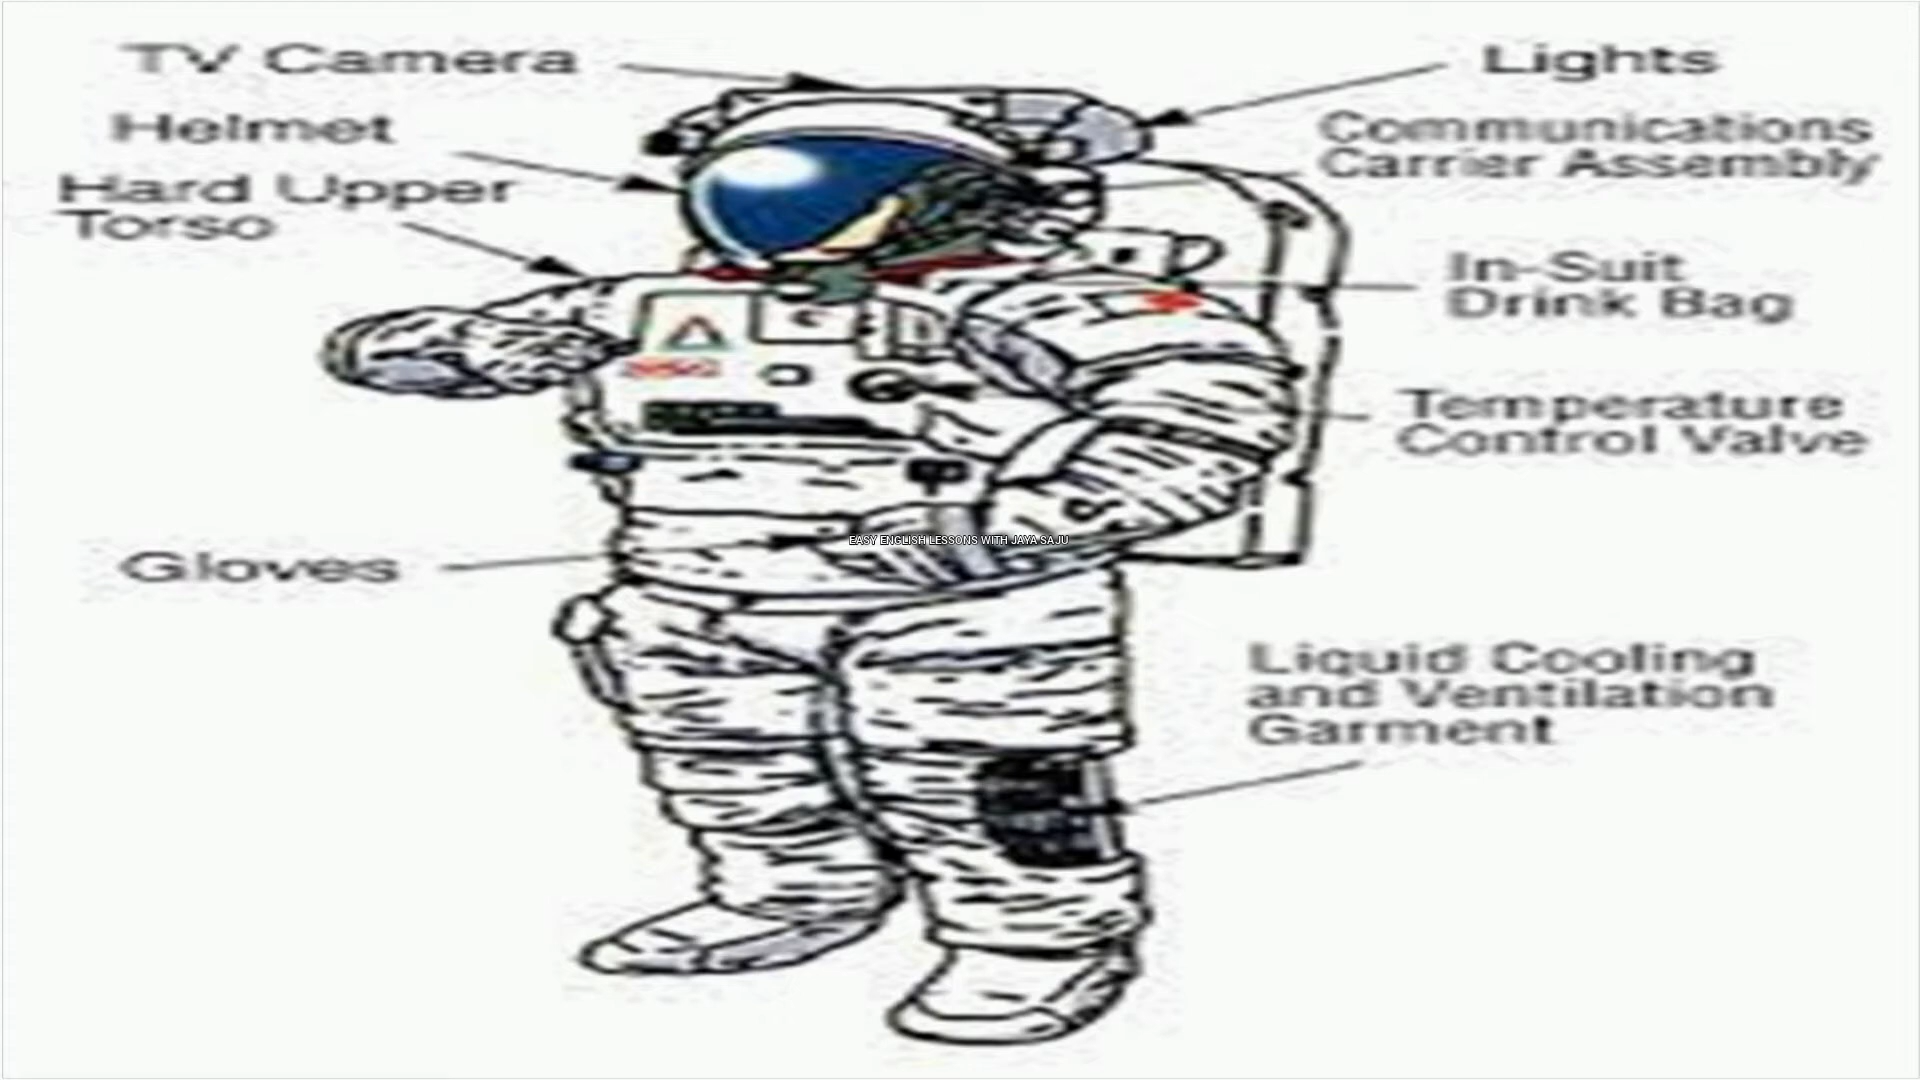 TV Camera
Helmet
Hard Upper
Torso
Gloves
Lights
Communications
Carrier Assembly
In-Suit
Drink Bag
Temperature
Control Valve
Liquid Cooling
and Ventilation
Garment
EASY ENGLISH LESSONS WITH JAYA SAJU